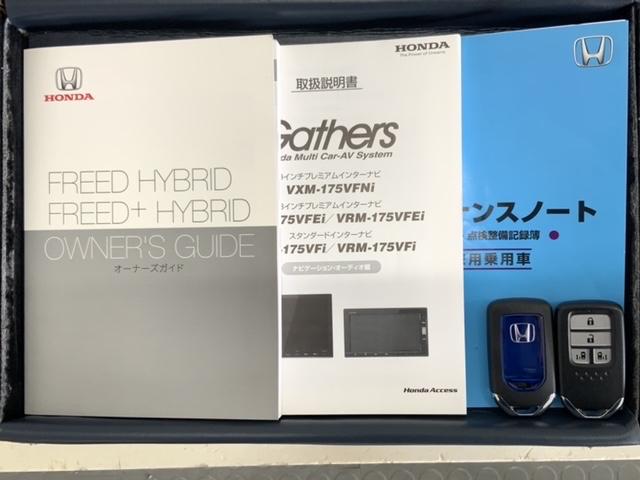 HONDA
FREED HYBRID
FREED+ HYBRID
OWNER'S GUIDE
オーナーズガイド
HONDA
The Power of Dreams
取扱説明書
Gathers
da Multi Car-AV System
インチプレミアムインターナビ
VXM-175VFNi
インチプレミアムインターナビ
175VFEi/VRM-175VFEi
スタンダードインターナビ
-175VFi/VRM-175VFi
ナビゲーション・オーディオ編
Honda Access
ナンスノート
点検整備記録簿
用乗用車